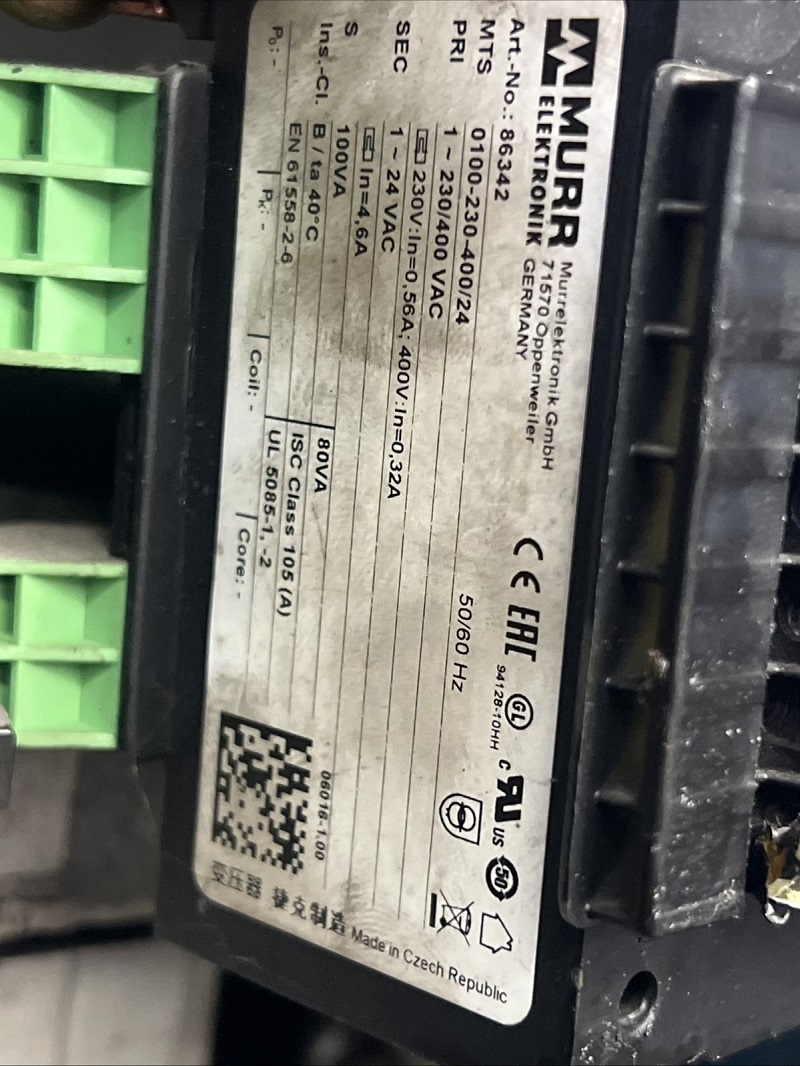 MURR
ELEKTRONIK
Murrelektronik GmbH
71570 Oppenweiler
GERMANY
CE EAC GL c RU US 50
94128-10HH
Art.-No.: 86342
MTS 0100-230-400/24
PRI 1 ~ 230/400 VAC 50/60 Hz
230V:In=0,56A; 400V:In=0,32A
SEC 1 ~ 24 VAC
In=4,6A
S 100VA 80VA
Ins.-Cl. B / ta 40°C ISC Class 105 (A)
EN 61558-2-6 UL 5085-1, -2
P0: - PK: - Coil: - Core: -
06016-1.00
变压器 捷克制造 Made in Czech Republic